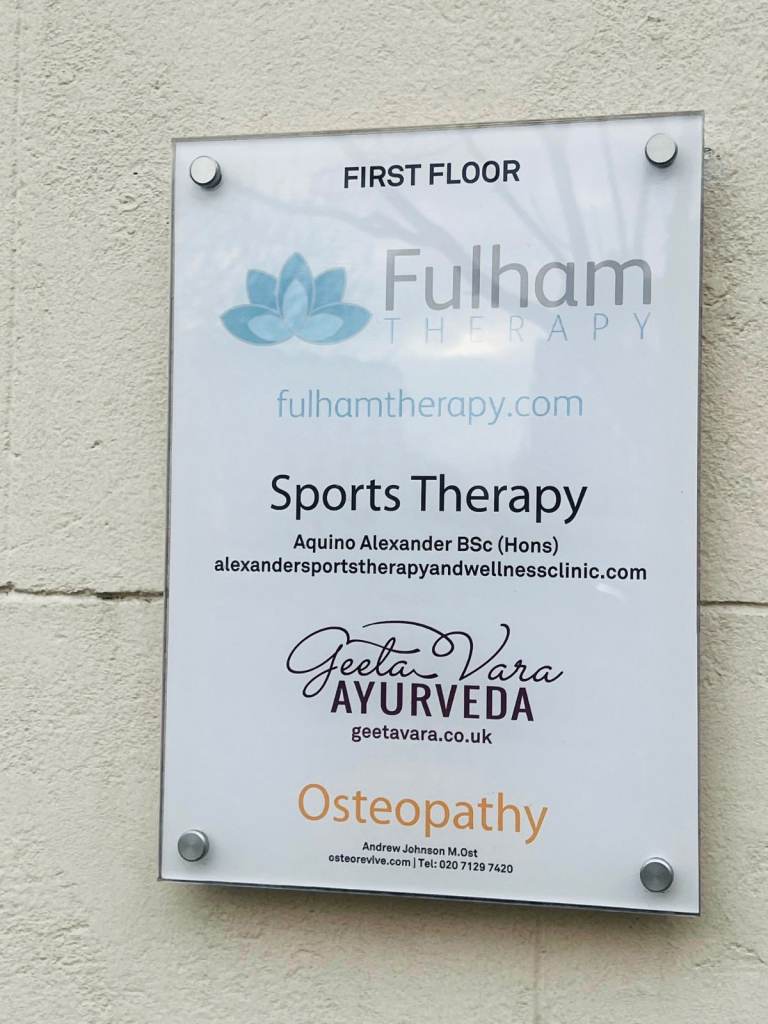 FIRST FLOOR
Fulham
THERAPY
fulhamtherapy.com
Sports Therapy
Aquino Alexander BSc (Hons)
alexandersportstherapyandwellnessclinic.com
Geeta Vara
AYURVEDA
geetavara.co.uk
Osteopathy
Andrew Johnson M.Ost
osteorevive.com | Tel: 020 7129 7420